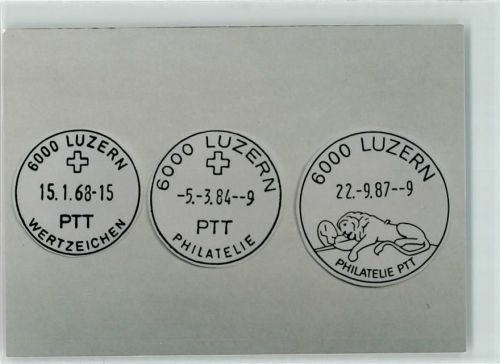 6000 LUZERN
15.1.68-15
PTT
WERTZEICHEN
6000 LUZERN
-5.-3.84--9
PTT
PHILATELIE
6000 LUZERN
22.-9.87--9
PHILATELIE PTT